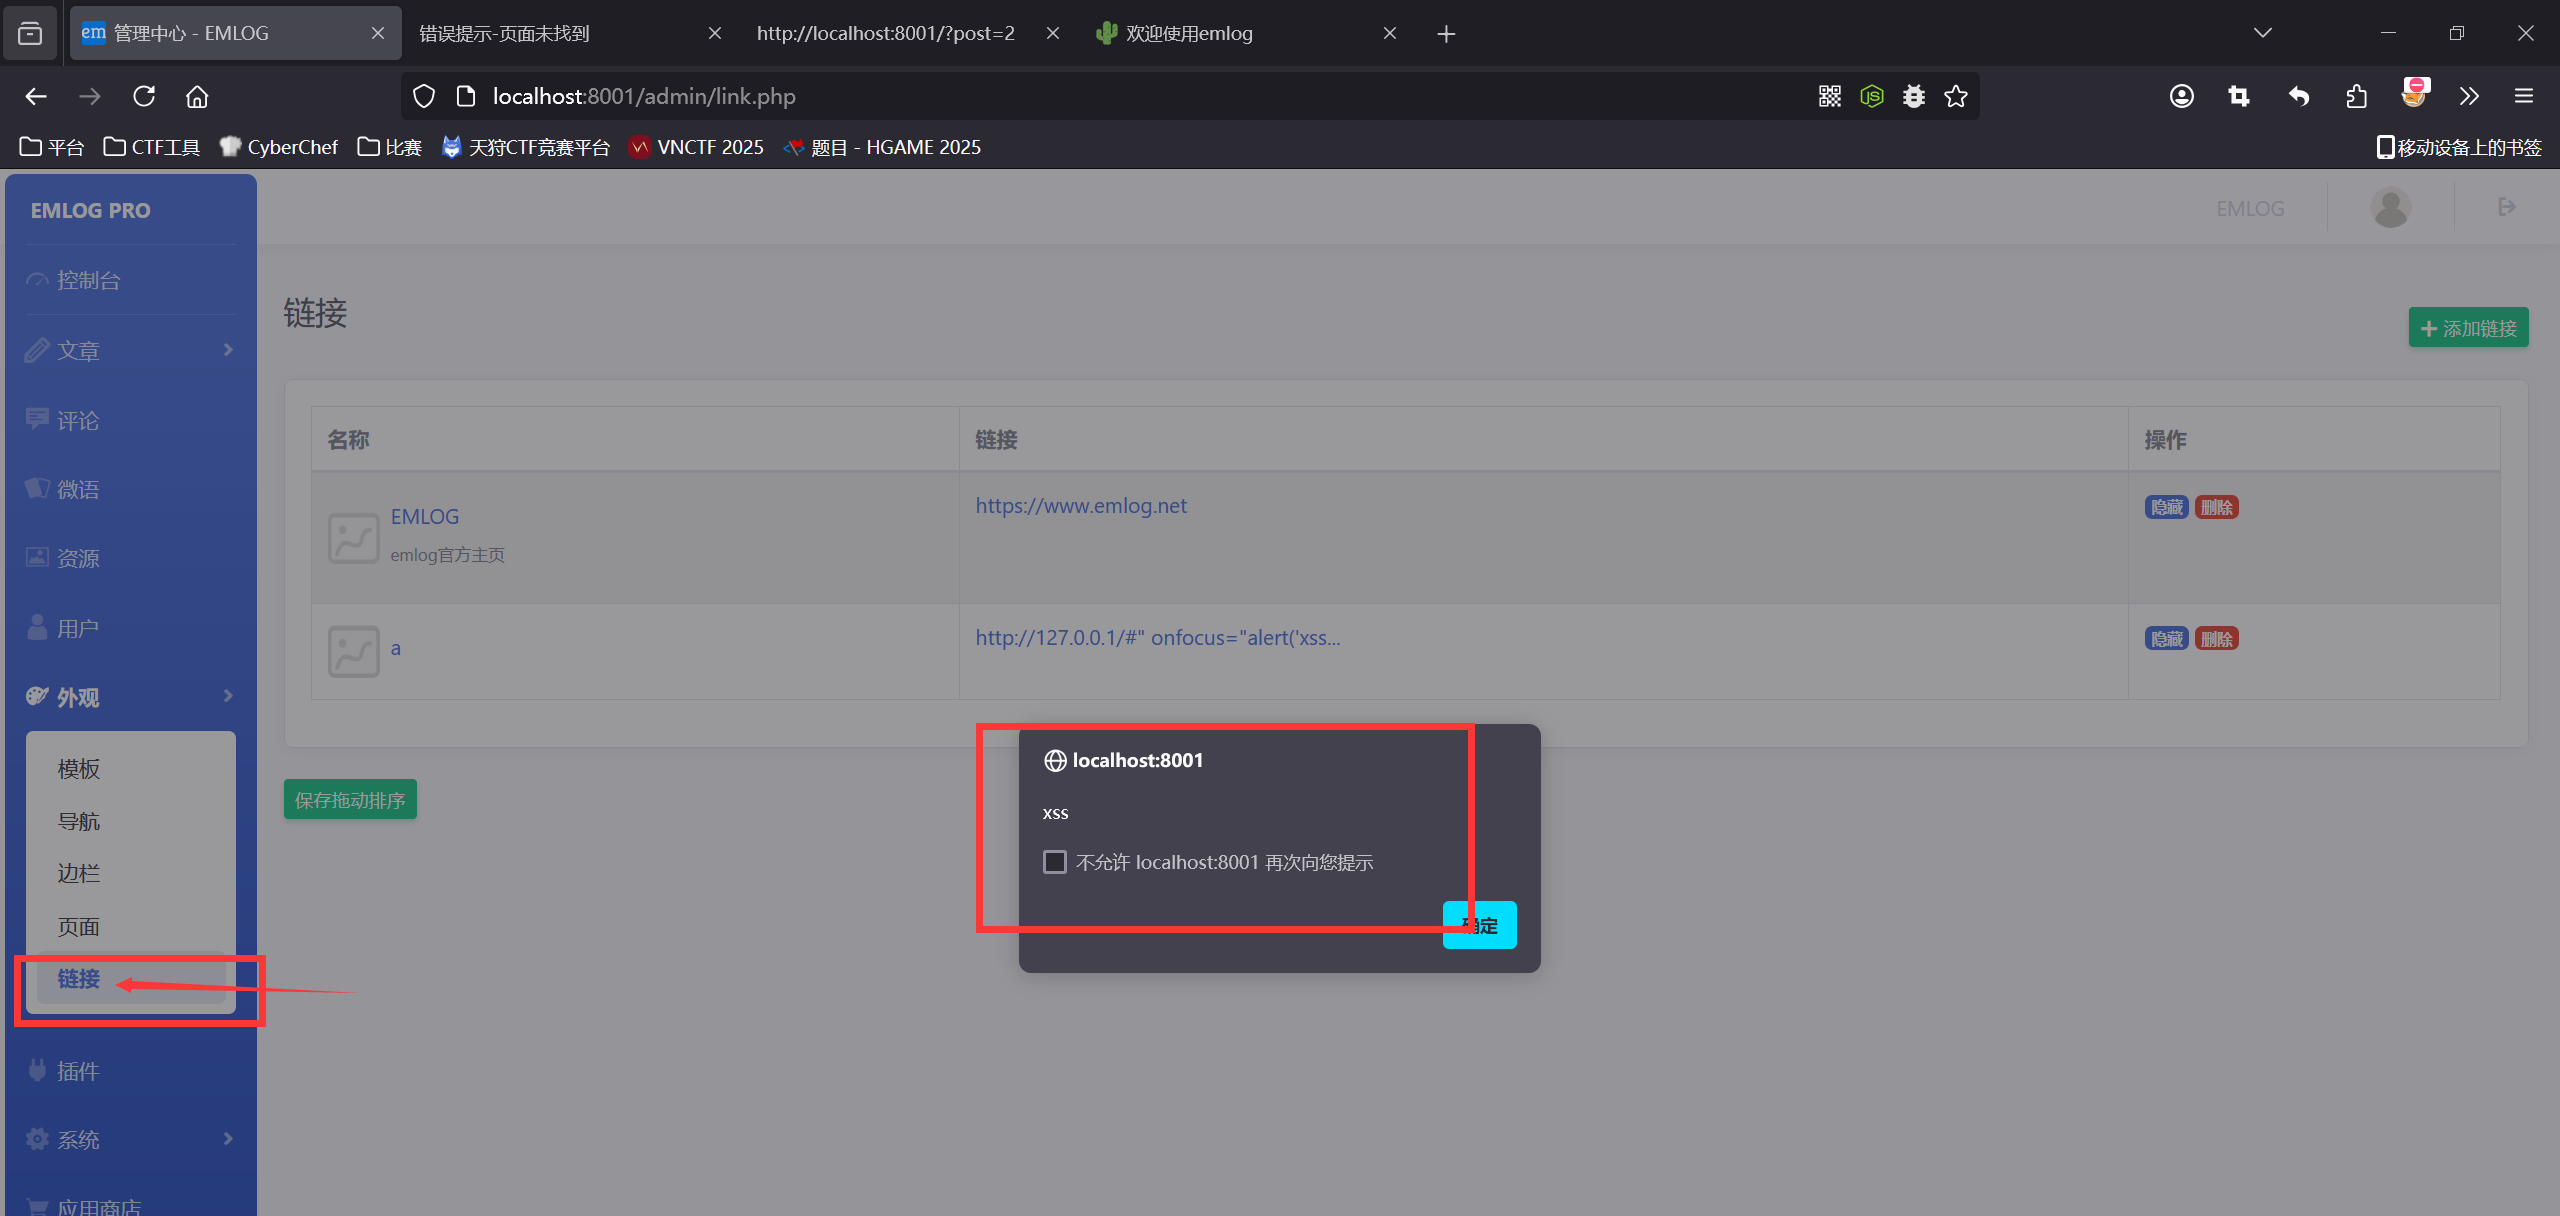 管理中心 - EMLOG
错误提示-页面未找到
http://localhost:8001/?post=2
欢迎使用emlog
localhost:8001/admin/link.php
平台
CTF工具
CyberChef
比赛
天狩CTF竞赛平台
VNCTF 2025
题目 - HGAME 2025
移动设备上的书签
EMLOG PRO
EMLOG
控制台
文章
评论
微语
资源
用户
外观
模板
导航
边栏
页面
链接
插件
系统
应用商店
链接
添加链接
名称
链接
操作
EMLOG
emlog官方主页
https://www.emlog.net
隐藏
删除
a
http://127.0.0.1/#" onfocus="alert('xss...
隐藏
删除
保存拖动排序
localhost:8001
xss
不允许 localhost:8001 再次向您提示
确定